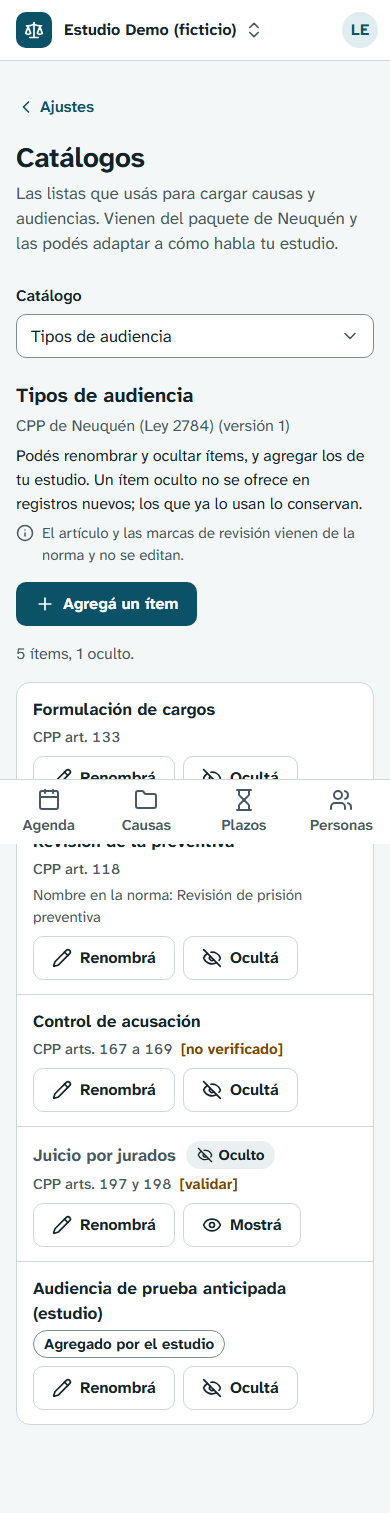 Estudio Demo (ficticio)
LE
Ajustes
Catálogos
Las listas que usás para cargar causas y
audiencias. Vienen del paquete de Neuquén y
las podés adaptar a cómo habla tu estudio.
Catálogo
Tipos de audiencia
Tipos de audiencia
CPP de Neuquén (Ley 2784) (versión 1)
Podés renombrar y ocultar ítems, y agregar los de
tu estudio. Un ítem oculto no se ofrece en
registros nuevos; los que ya lo usan lo conservan.
El artículo y las marcas de revisión vienen de la
norma y no se editan.
Agregá un ítem
5 ítems, 1 oculto.
Formulación de cargos
CPP art. 133
Renombrá Ocultá
Agenda Causas Plazos Personas
Revisión de la preventiva
CPP art. 118
Nombre en la norma: Revisión de prisión
preventiva
Renombrá Ocultá
Control de acusación
CPP arts. 167 a 169 [no verificado]
Renombrá Ocultá
Juicio por jurados Oculto
CPP arts. 197 y 198 [validar]
Renombrá Mostrá
Audiencia de prueba anticipada
(estudio)
Agregado por el estudio
Renombrá Ocultá